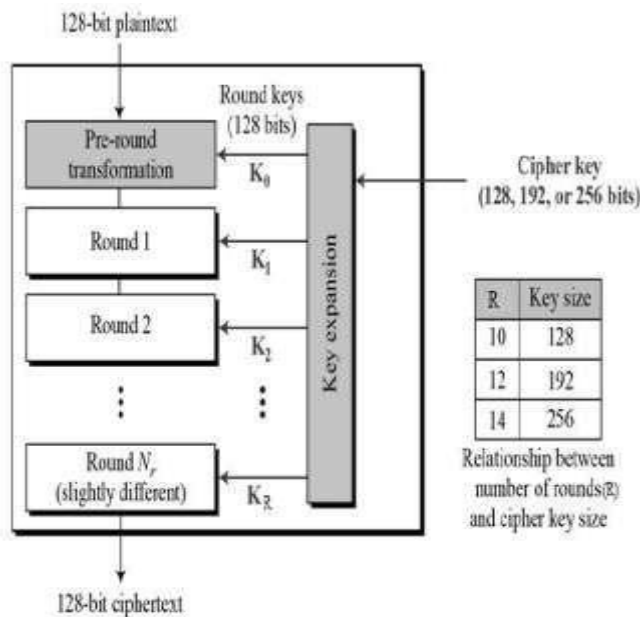 128-bit plaintext
Round keys
(128 bits)
Pre-round
transformation
K0
Cipher key
(128, 192, or 256 bits)
Round 1
K1
Round 2
K2
Key expansion
Round Nr
(slightly different)
KR
128-bit ciphertext
R Key size
10 128
12 192
14 256
Relationship between
number of rounds(R)
and cipher key size